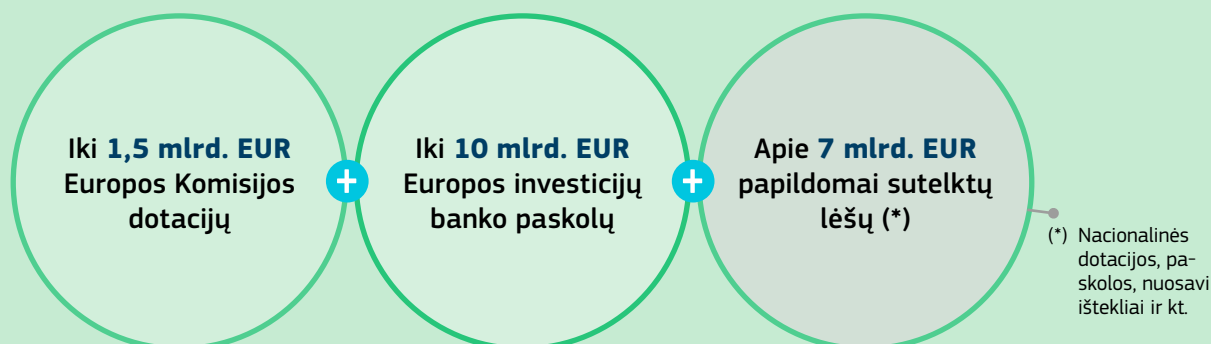 Iki 1,5 mlrd. EUR
Europos Komisijos
dotacijų
+
Iki 10 mlrd. EUR
Europos investicijų
banko paskolų
+
Apie 7 mlrd. EUR
papildomai sutelktų
lėšų (*)
(*) Nacionalinės
dotacijos, pa-
skolos, nuosavi
ištekliai ir kt.